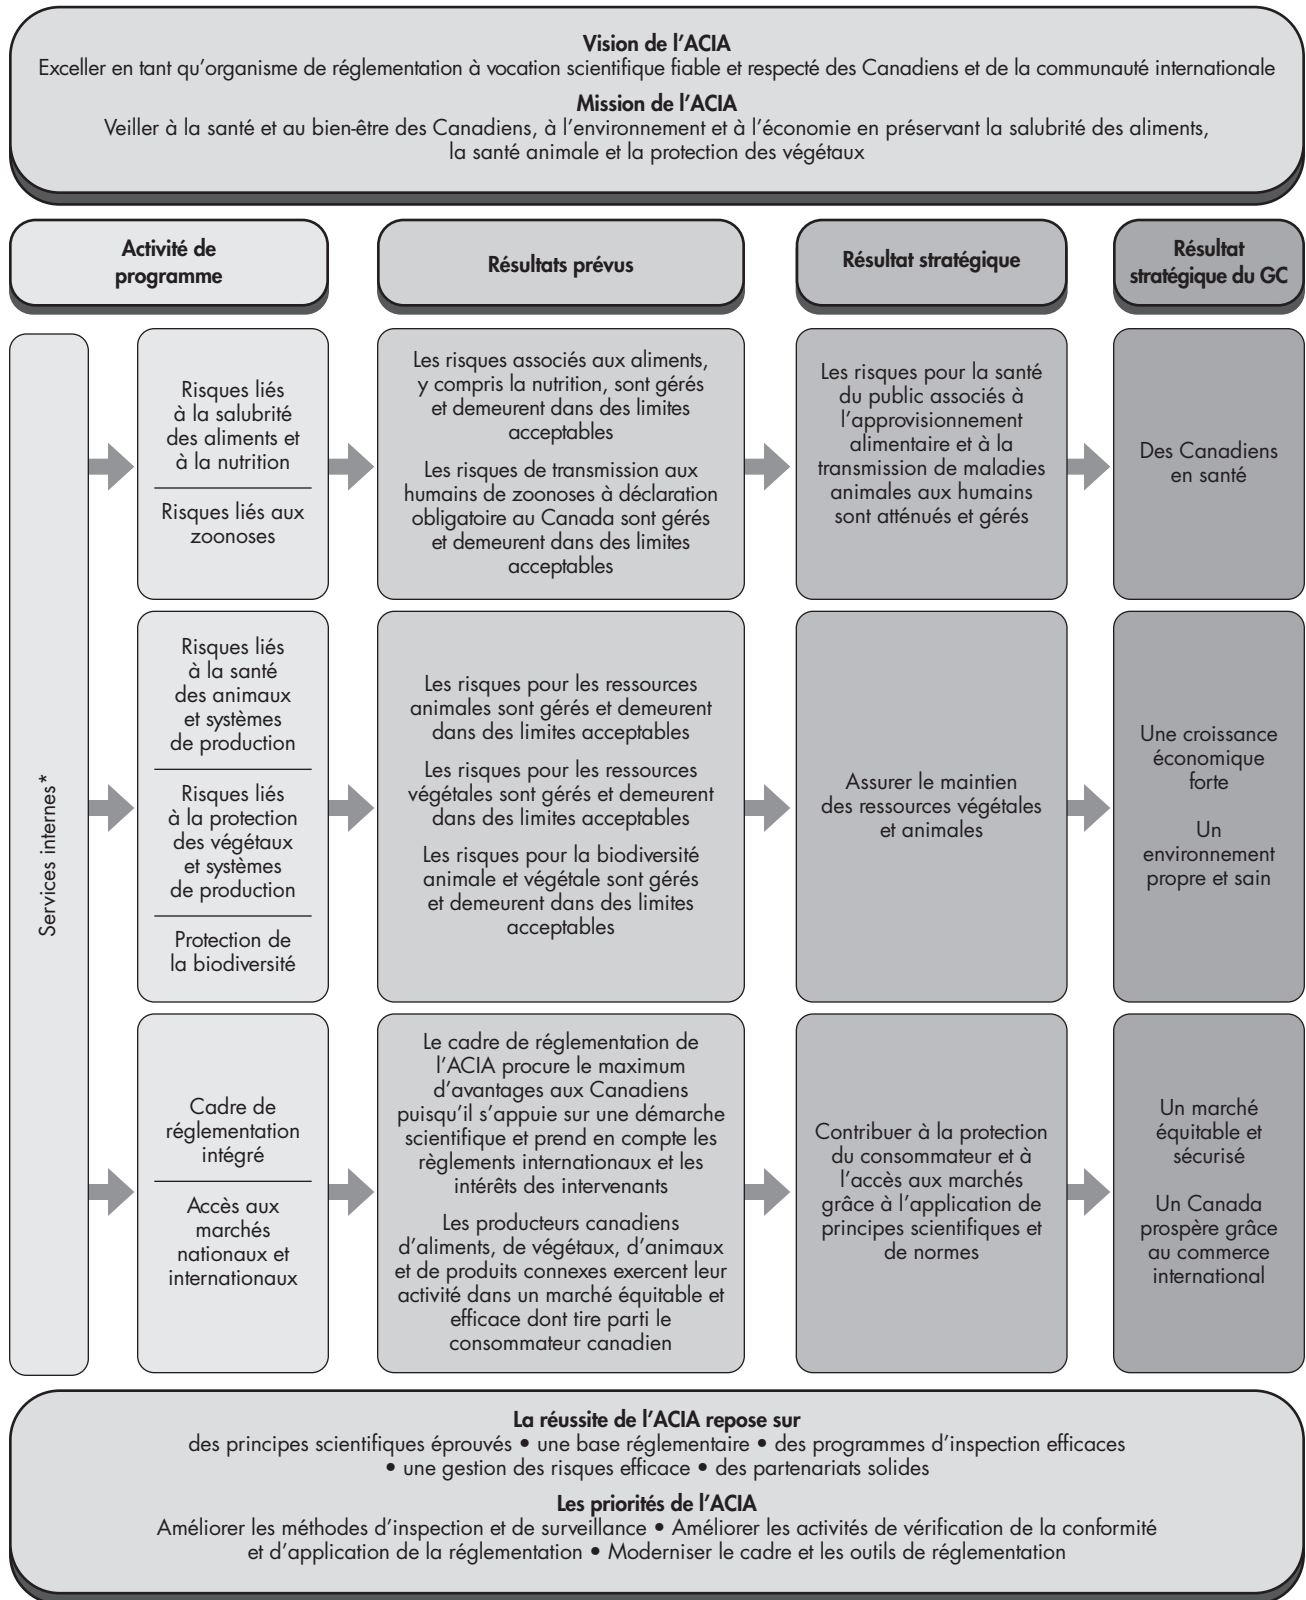 Vision de l'ACIA
Exceller en tant qu'organisme de réglementation à vocation scientifique fiable et respecté des Canadiens et de la communauté internationale
Mission de l'ACIA
Veiller à la santé et au bien-être des Canadiens, à l'environnement et à l'économie en préservant la salubrité des aliments,
la santé animale et la protection des végétaux
Activité de
programme
Résultats prévus
Résultat stratégique
Résultat
stratégique du GC
Services internes*
Risques liés
à la salubrité
des aliments et
à la nutrition
Risques liés aux
zoonoses
Les risques associés aux aliments,
y compris la nutrition, sont gérés
et demeurent dans des limites
acceptables
Les risques de transmission aux
humains de zoonoses à déclaration
obligatoire au Canada sont gérés
et demeurent dans des limites
acceptables
Les risques pour la santé
du public associés à
l'approvisionnement
alimentaire et à la
transmission de maladies
animales aux humains
sont atténués et gérés
Des Canadiens
en santé
Risques liés
à la santé
des animaux
et systèmes
de production
Risques liés
à la protection
des végétaux
et systèmes
de production
Protection de
la biodiversité
Les risques pour les ressources
animales sont gérés et demeurent
dans des limites acceptables
Les risques pour les ressources
végétales sont gérés et demeurent
dans des limites acceptables
Les risques pour la biodiversité
animale et végétale sont gérés
et demeurent dans des limites
acceptables
Assurer le maintien
des ressources végétales
et animales
Une croissance
économique
forte
Un
environnement
propre et sain
Cadre de
réglementation
intégré
Accès aux
marchés
nationaux et
internationaux
Le cadre de réglementation de
l'ACIA procure le maximum
d'avantages aux Canadiens
puisqu'il s'appuie sur une démarche
scientifique et prend en compte les
règlements internationaux et les
intérêts des intervenants
Les producteurs canadiens
d'aliments, de végétaux, d'animaux
et de produits connexes exercent leur
activité dans un marché équitable et
efficace dont tire parti le
consommateur canadien
Contribuer à la protection
du consommateur et à
l'accès aux marchés
grâce à l'application de
principes scientifiques et
de normes
Un marché
équitable et
sécurisé
Un Canada
prospère grâce
au commerce
international
La réussite de l'ACIA repose sur
des principes scientifiques éprouvés • une base réglementaire • des programmes d'inspection efficaces
• une gestion des risques efficace • des partenariats solides
Les priorités de l'ACIA
Améliorer les méthodes d'inspection et de surveillance • Améliorer les activités de vérification de la conformité
et d'application de la réglementation • Moderniser le cadre et les outils de réglementation